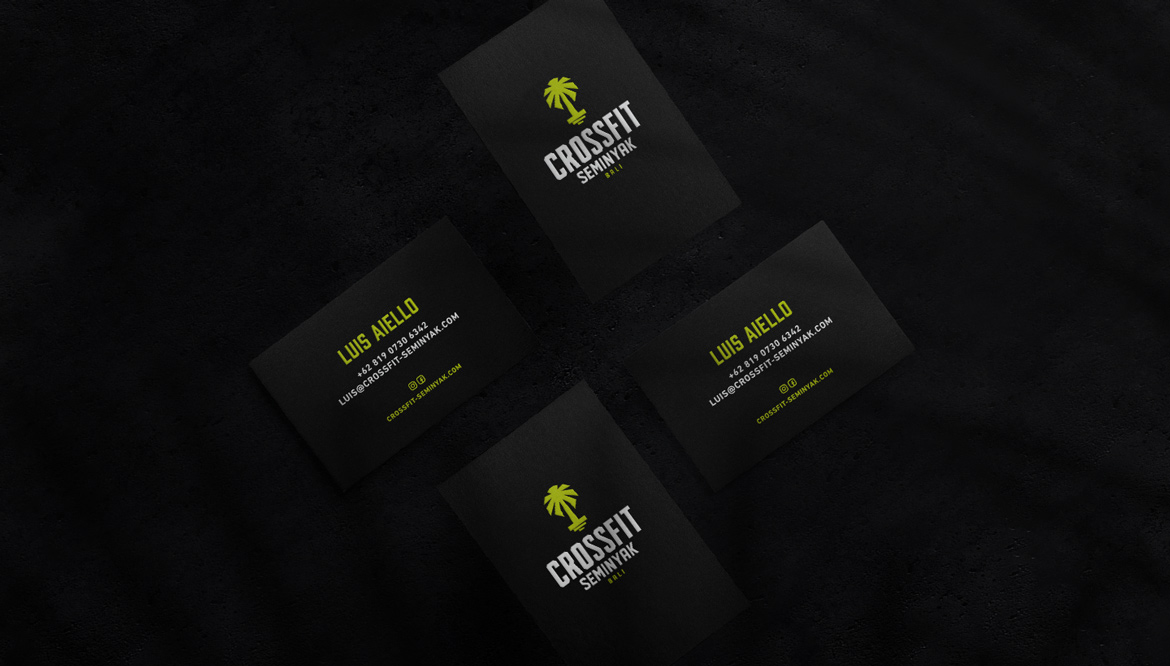 CROSSFIT
SEMINYAK
BALI
LUIS AIELLO
+62 819 0730 6342
LUIS@CROSSFIT-SEMINYAK.COM
CROSSFIT-SEMINYAK.COM
LUIS AIELLO
+62 819 0730 6342
LUIS@CROSSFIT-SEMINYAK.COM
CROSSFIT-SEMINYAK.COM
CROSSFIT
SEMINYAK
BALI